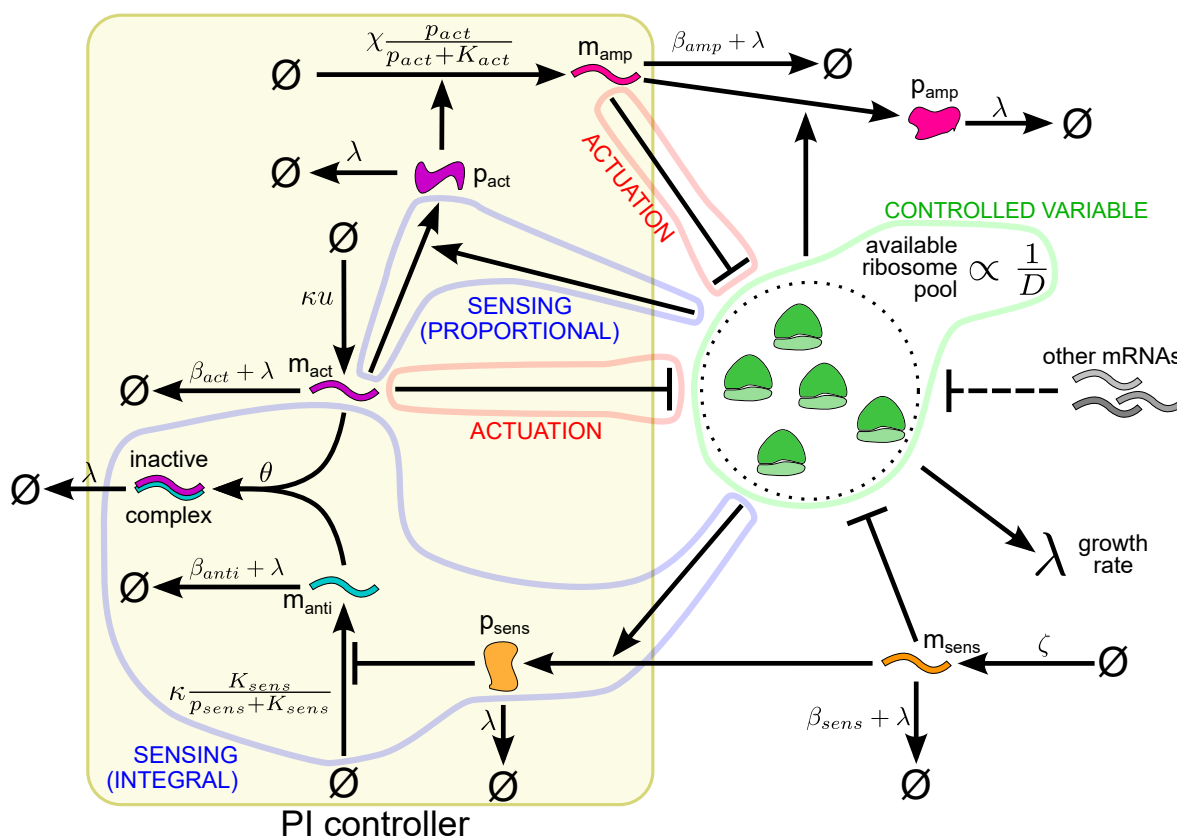 χ p_act / (p_act + K_act)
m_amp
β_amp + λ
Ø
Ø
p_amp
λ
Ø
ACTUATION
Ø
λ
p_act
Ø
CONTROLLED VARIABLE
available
ribosome
pool
∝ 1/D
κu
SENSING
(PROPORTIONAL)
m_act
Ø
β_act + λ
ACTUATION
other mRNAs
inactive
complex
Ø
λ
θ
λ
growth
rate
Ø
β_anti + λ
m_anti
p_sens
m_sens
ζ
Ø
κ K_sens / (p_sens + K_sens)
λ
β_sens + λ
SENSING
(INTEGRAL)
Ø
Ø
Ø
PI controller